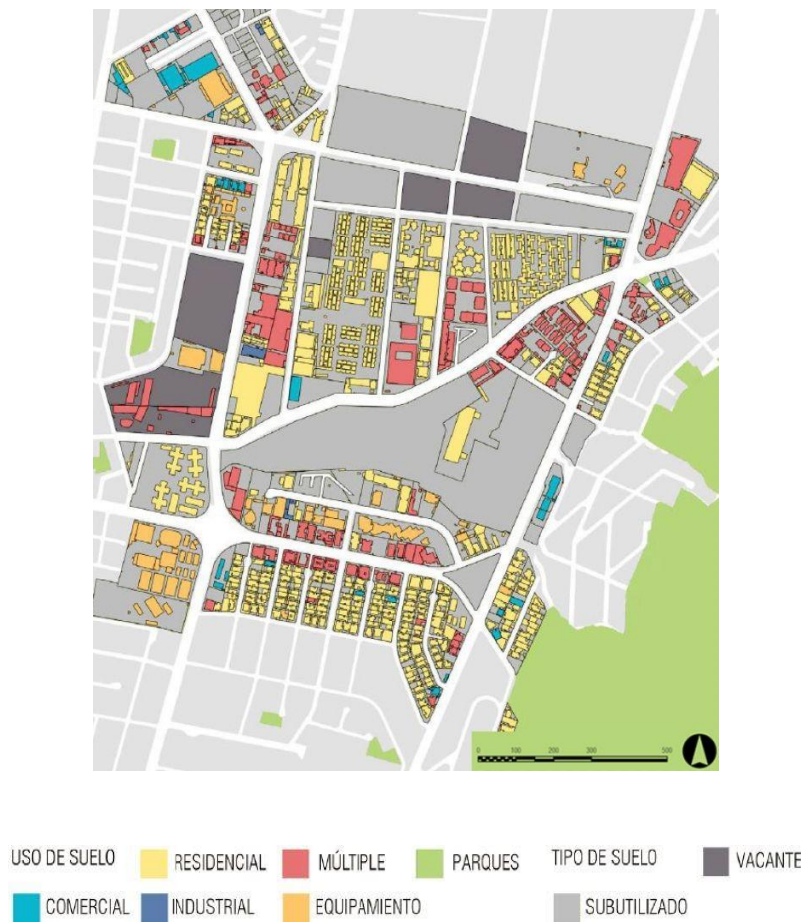 0 100 200 300 500
USO DE SUELO RESIDENCIAL MÚLTIPLE PARQUES TIPO DE SUELO VACANTE
COMERCIAL INDUSTRIAL EQUIPAMIENTO SUBUTILIZADO